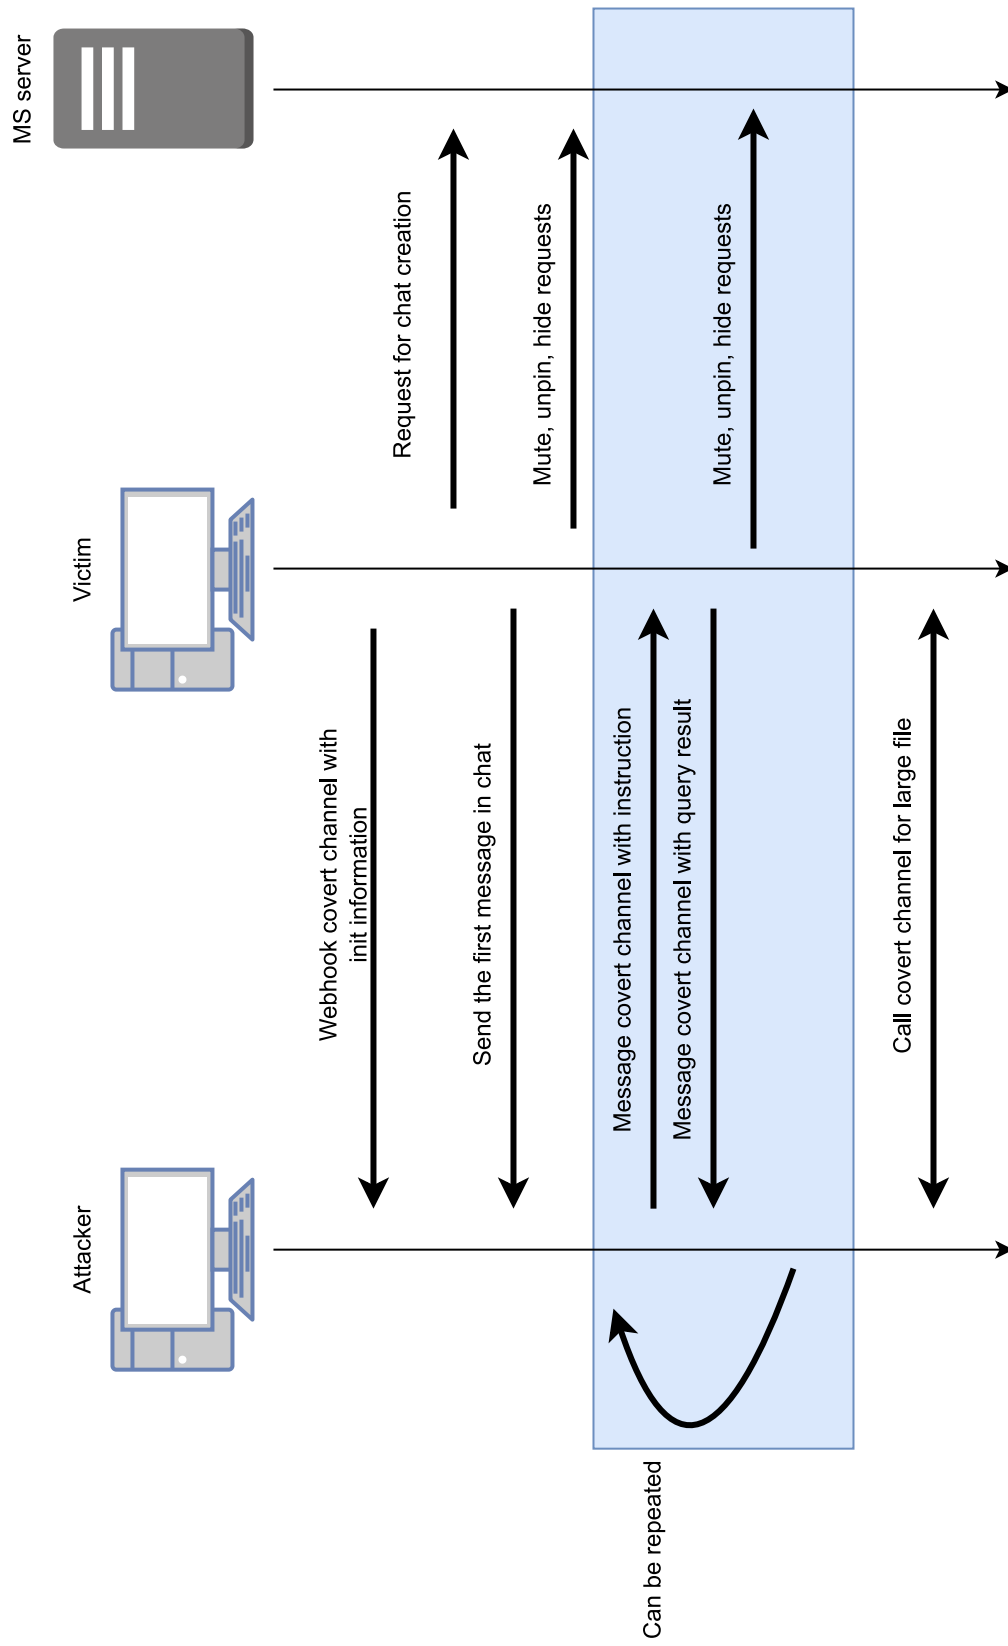 Attacker
Victim
MS server
Webhook covert channel with
init information
Request for chat creation
Send the first message in chat
Mute, unpin, hide requests
Can be repeated
Message covert channel with instruction
Message covert channel with query result
Mute, unpin, hide requests
Call covert channel for large file